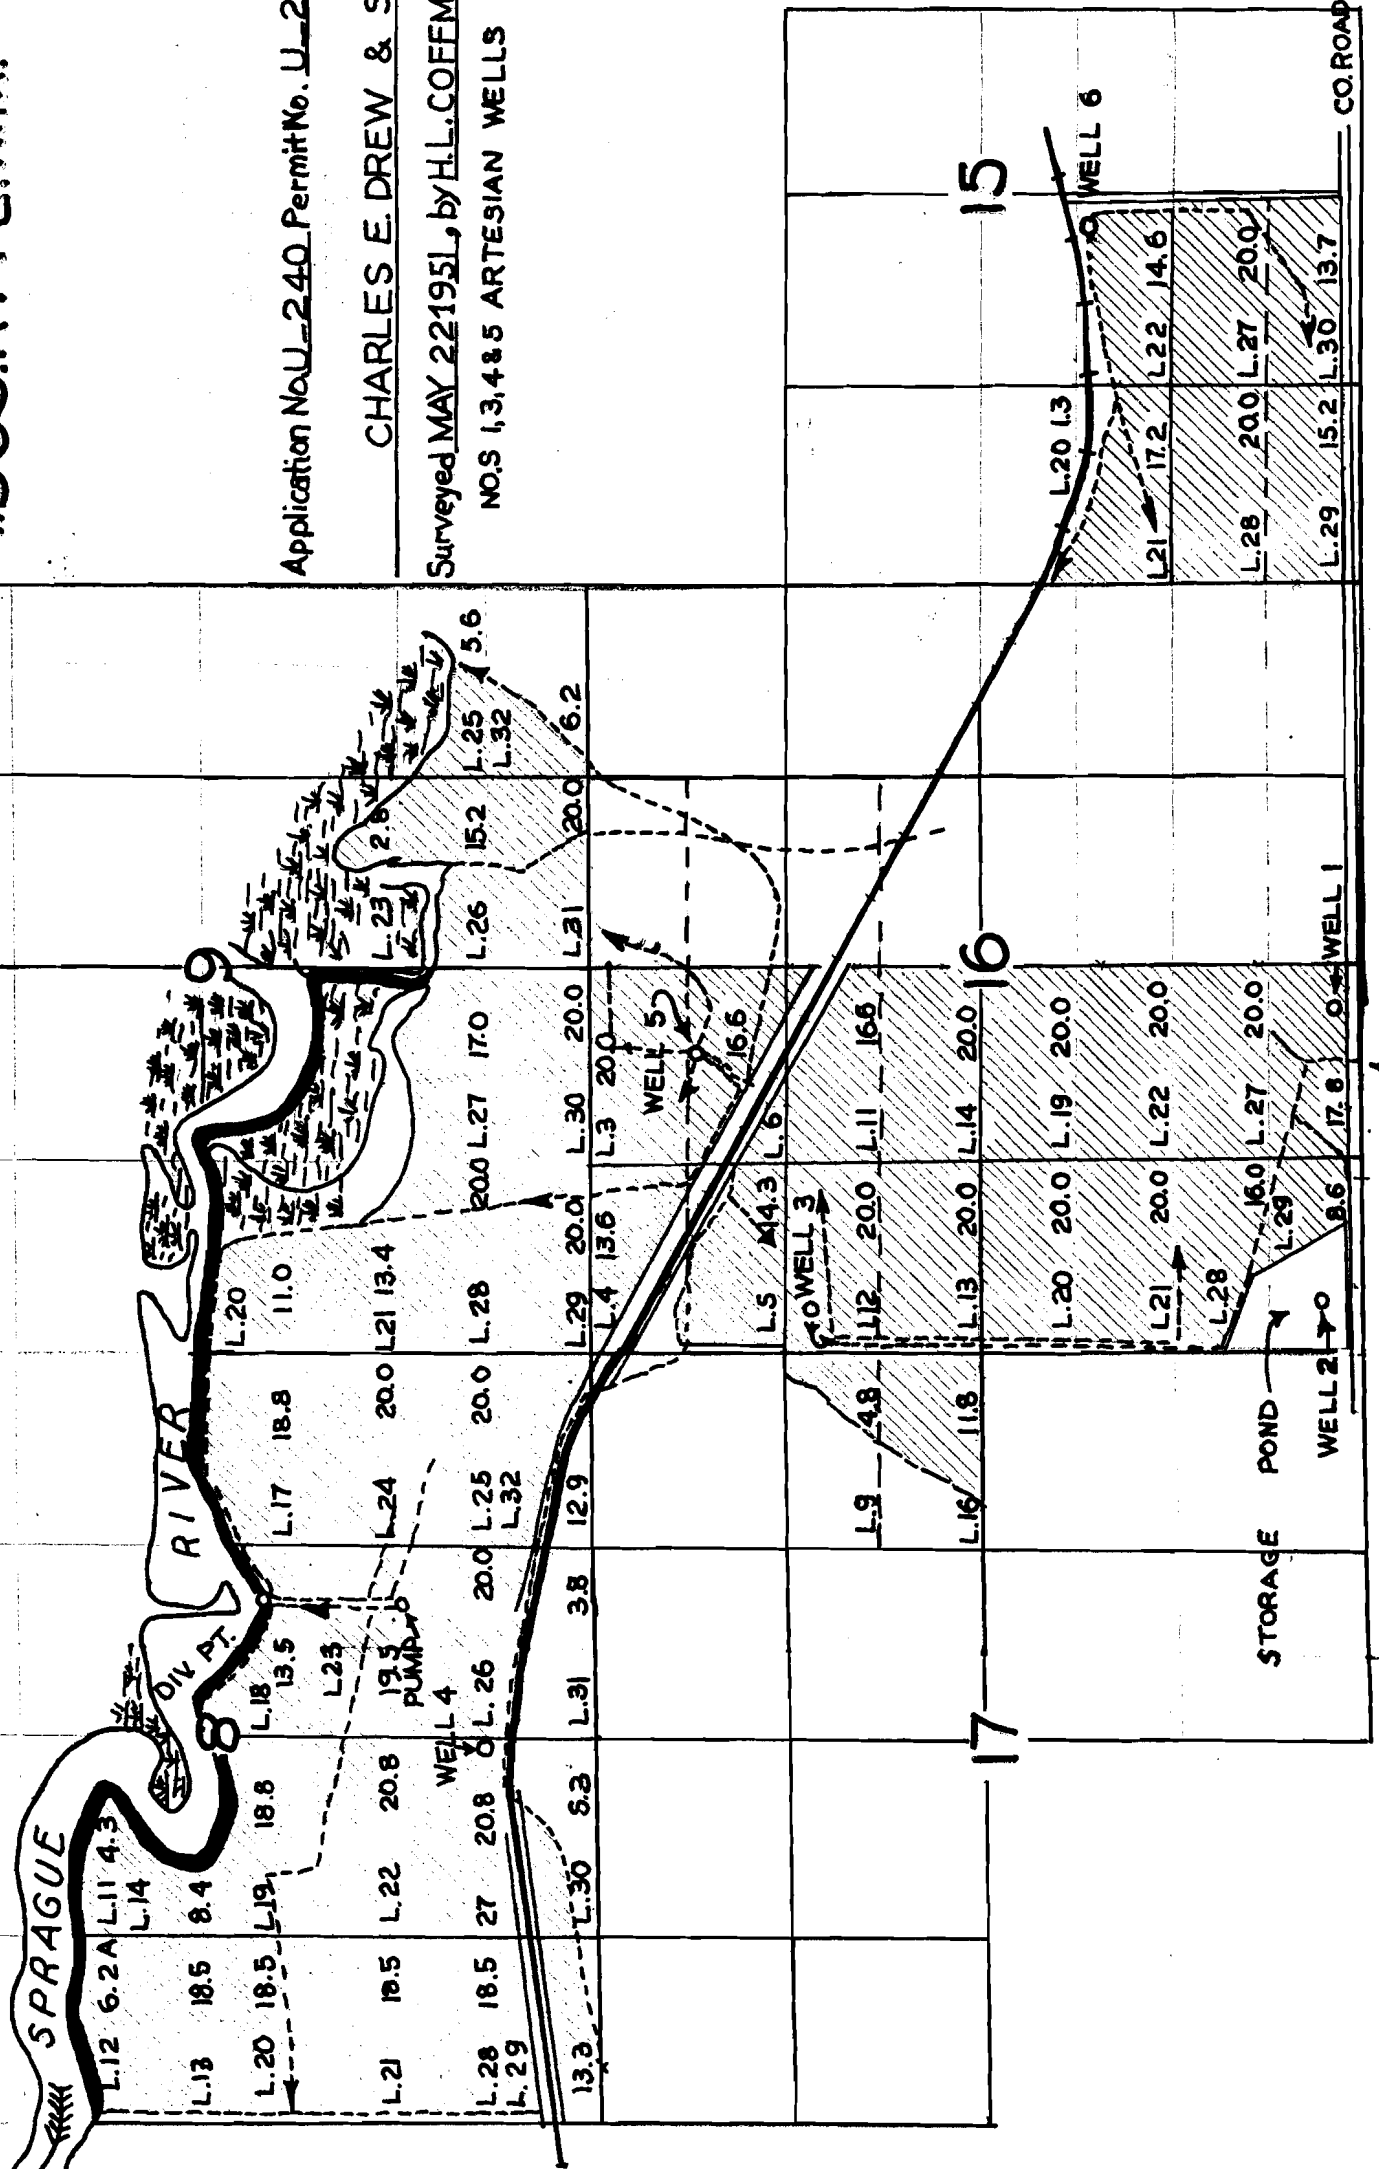 Application No. U-240 Permit No. U-2
CHARLES E. DREW & S
Surveyed MAY 22 1951, by H.L. COFFM
NO.S 1,3,4&5 ARTESIAN WELLS
SPRAGUE
RIVER
DIV. PT.
8
9
L.12 6.2A L.11 4.3
L.14
L.13 18.5 8.4
L.20 18.5 L.19 18.8 L.18 13.5 L.17 18.8 11.0
L.20
L.23
L.21 18.5 L.22 20.8 19.5 L.24 20.0 L.21 13.4 L.23 2.8
PUMP
WELL 4
L.28 18.5 27 20.8 L.26 20.0 L.25 20.0 L.28 20.0 L.27 17.0 L.26 15.2 L.25 5.6
L.29 L.32 L.32
13.3 L.30 6.3 L.31 3.8 12.9 L.29 20.0 L.30 20.0 L.31 20.0 6.2
L.4 13.6 L.3 20.0
WELL 5
16.6
L.5 14.3 L.6
WELL 3
L.9 4.8 L.12 20.0 L.11 16.6
L.16 11.8 L.13 20.0 L.14 20.0
17
16
15
L.20 20.0 L.19 20.0
L.20 1.3
WELL 6
L.21 20.0 L.22 20.0
L.21 17.2 L.22 14.6
L.28 16.0 L.27 20.0
L.28 20.0 L.27 20.0
L.29
8.6 17.8
L.29 15.2 L.30 13.7
STORAGE POND
WELL 2
WELL 1
CO. ROAD